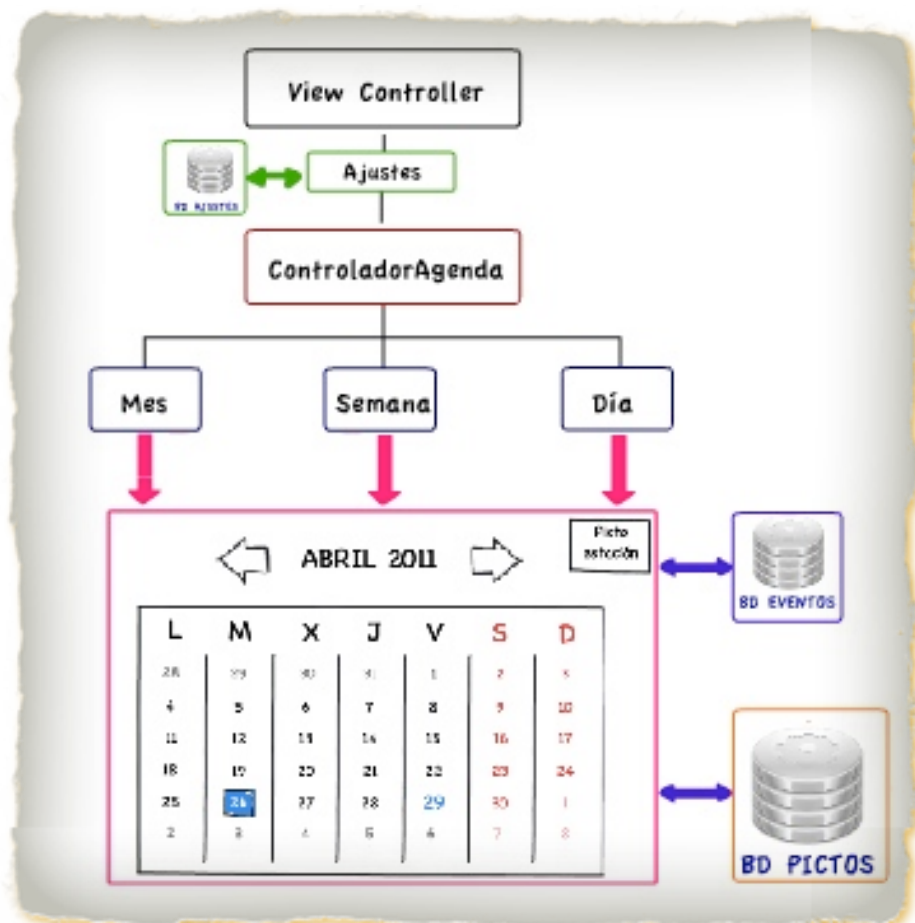 View Controller
Ajustes
BD AJUSTES
ControladorAgenda
Mes Semana Día
ABRIL 2011
Picto
estación
BD EVENTOS
L M X J V S D
28 29 30 31 1 2 3
4 5 6 7 8 9 10
11 12 13 14 15 16 17
18 19 20 21 22 23 24
25 26 27 28 29 30 1
2 3 4 5 6 7 8
BD PICTOS